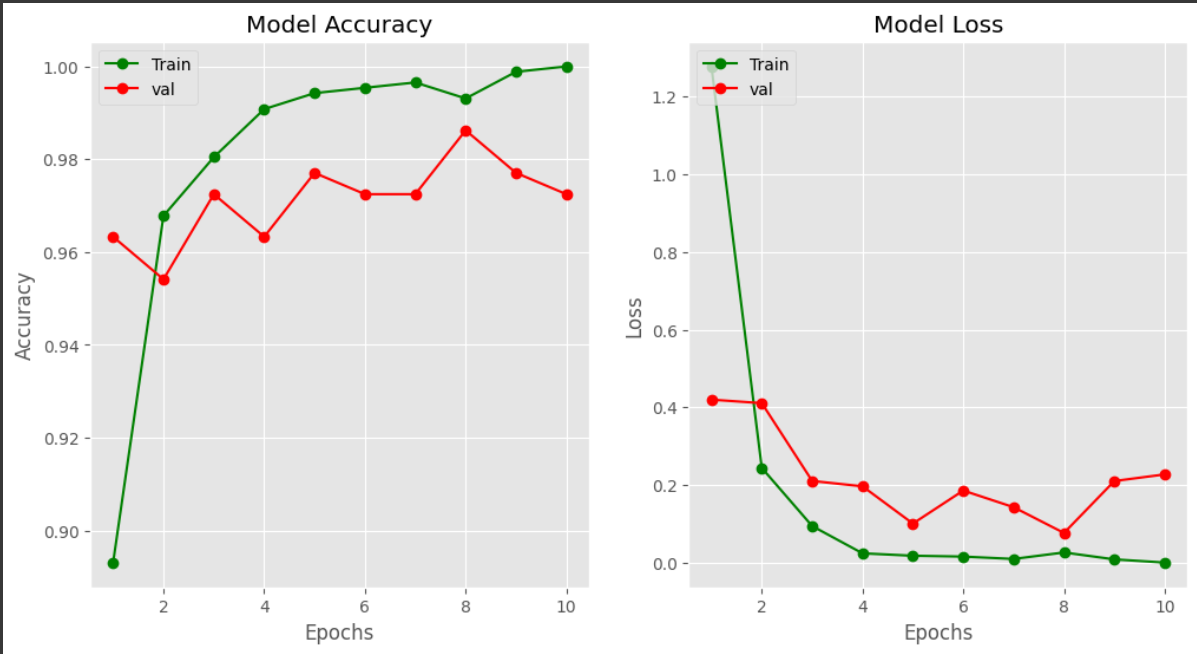 Model Accuracy
Train
val
1.00
0.98
0.96
0.94
0.92
0.90
Accuracy
2 4 6 8 10
Epochs
Model Loss
Train
val
1.2
1.0
0.8
0.6
0.4
0.2
0.0
Loss
2 4 6 8 10
Epochs